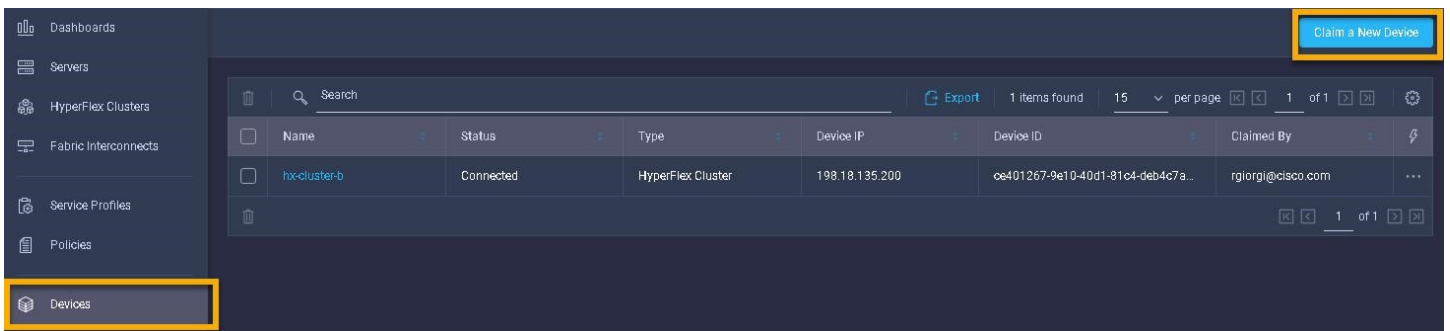 Dashboards
Claim a New Device
Servers
HyperFlex Clusters
Search Export 1 items found 15 per page 1 of 1
Fabric Interconnects
Name Status Type Device IP Device ID Claimed By
hx-cluster-b Connected HyperFlex Cluster 198.18.135.200 ce401267-9e10-40d1-81c4-deb4c7a... rgiorgi@cisco.com
Service Profiles
1 of 1
Policies
Devices